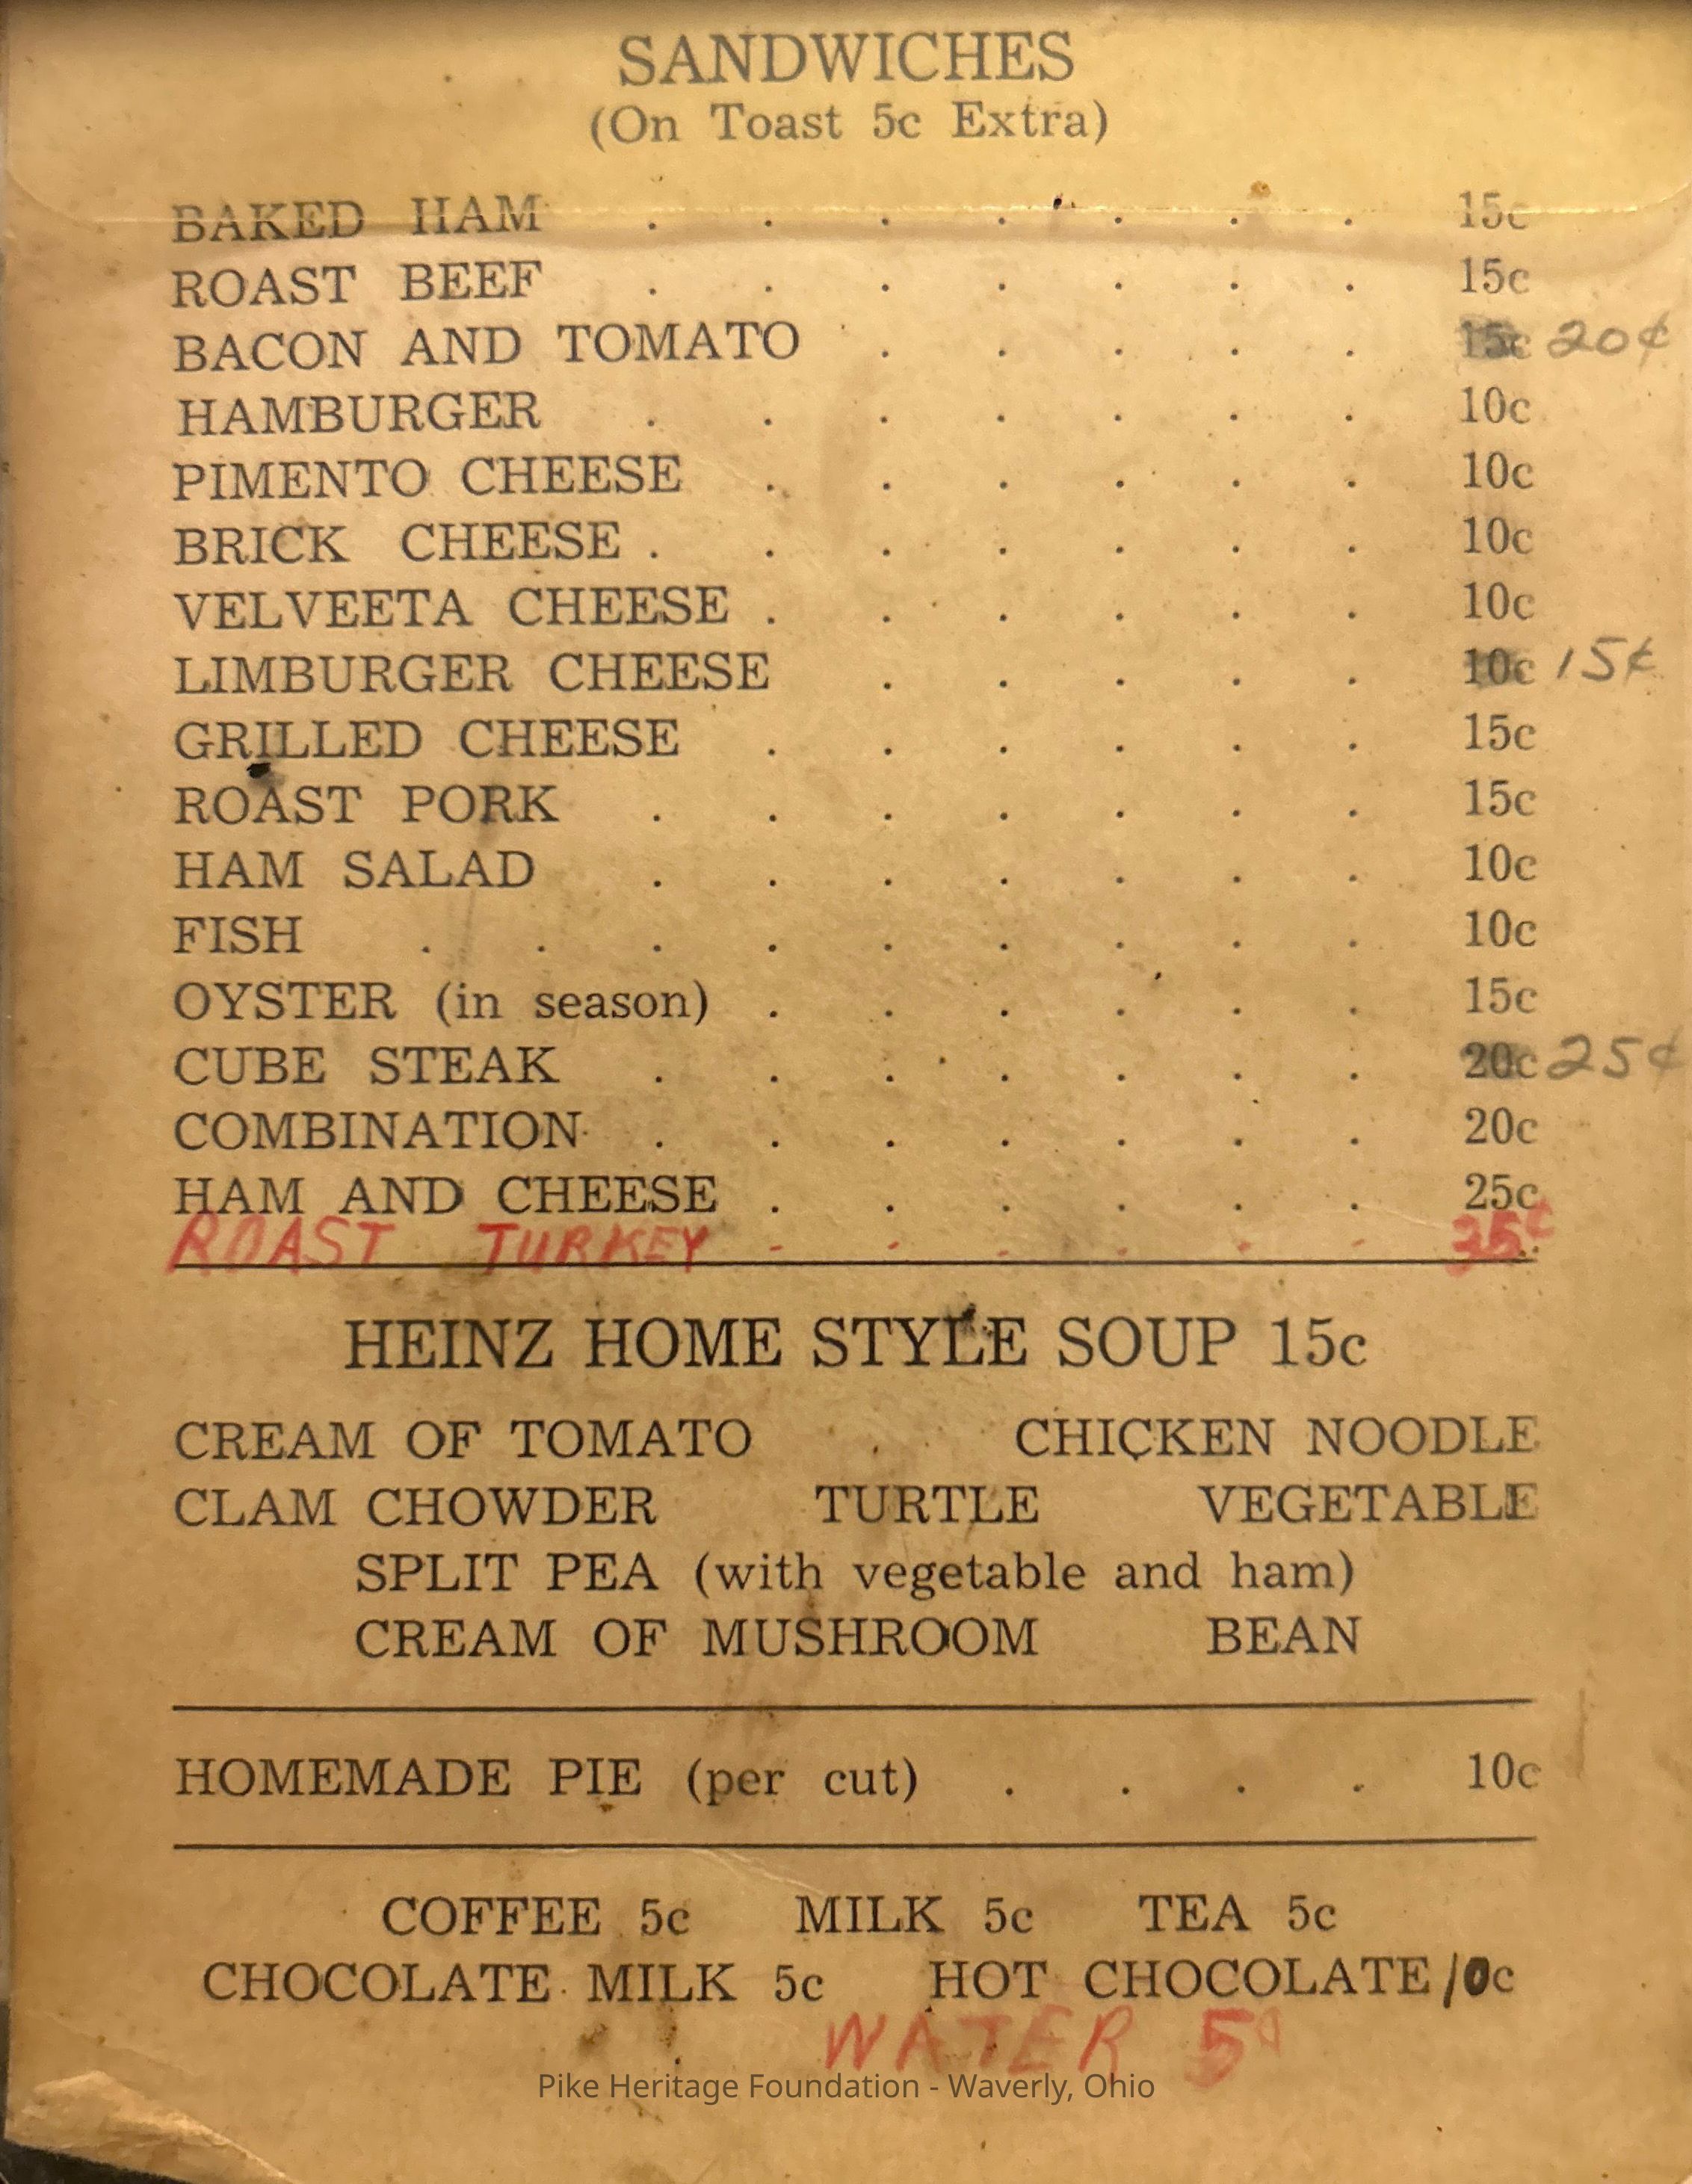 SANDWICHES
(On Toast 5c Extra)
BAKED HAM . . . . . . . 15c
ROAST BEEF . . . . . . . 15c
BACON AND TOMATO . . . . . 15c 20¢
HAMBURGER . . . . . . . 10c
PIMENTO CHEESE . . . . . . 10c
BRICK CHEESE . . . . . . . 10c
VELVEETA CHEESE . . . . . . 10c
LIMBURGER CHEESE . . . . . 10c 15¢
GRILLED CHEESE . . . . . . 15c
ROAST PORK . . . . . . . 15c
HAM SALAD . . . . . . . 10c
FISH . . . . . . . . . 10c
OYSTER (in season) . . . . . . 15c
CUBE STEAK . . . . . . . 20c 25¢
COMBINATION . . . . . . . 20c
HAM AND CHEESE . . . . . . 25c
ROAST TURKEY - - - - - - 35¢
HEINZ HOME STYLE SOUP 15c
CREAM OF TOMATO CHICKEN NOODLE
CLAM CHOWDER TURTLE VEGETABLE
SPLIT PEA (with vegetable and ham)
CREAM OF MUSHROOM BEAN
HOMEMADE PIE (per cut) . . . . 10c
COFFEE 5c MILK 5c TEA 5c
CHOCOLATE MILK 5c HOT CHOCOLATE 10c
WATER 5¢
Pike Heritage Foundation - Waverly, Ohio